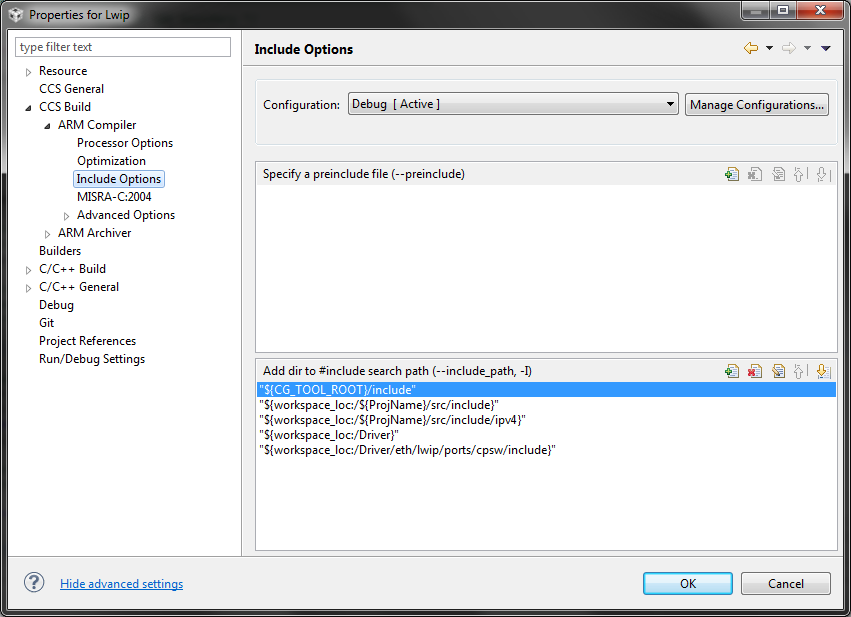 Properties for Lwip
type filter text
Resource
CCS General
CCS Build
ARM Compiler
Processor Options
Optimization
Include Options
MISRA-C:2004
Advanced Options
ARM Archiver
Builders
C/C++ Build
C/C++ General
Debug
Git
Project References
Run/Debug Settings
Include Options
Configuration: Debug [ Active ] Manage Configurations...
Specify a preinclude file (--preinclude)
Add dir to #include search path (--include_path, -I)
"${CG_TOOL_ROOT}/include"
"${workspace_loc:/${ProjName}/src/include}"
"${workspace_loc:/${ProjName}/src/include/ipv4}"
"${workspace_loc:/Driver}"
"${workspace_loc:/Driver/eth/lwip/ports/cpsw/include}"
? Hide advanced settings OK Cancel